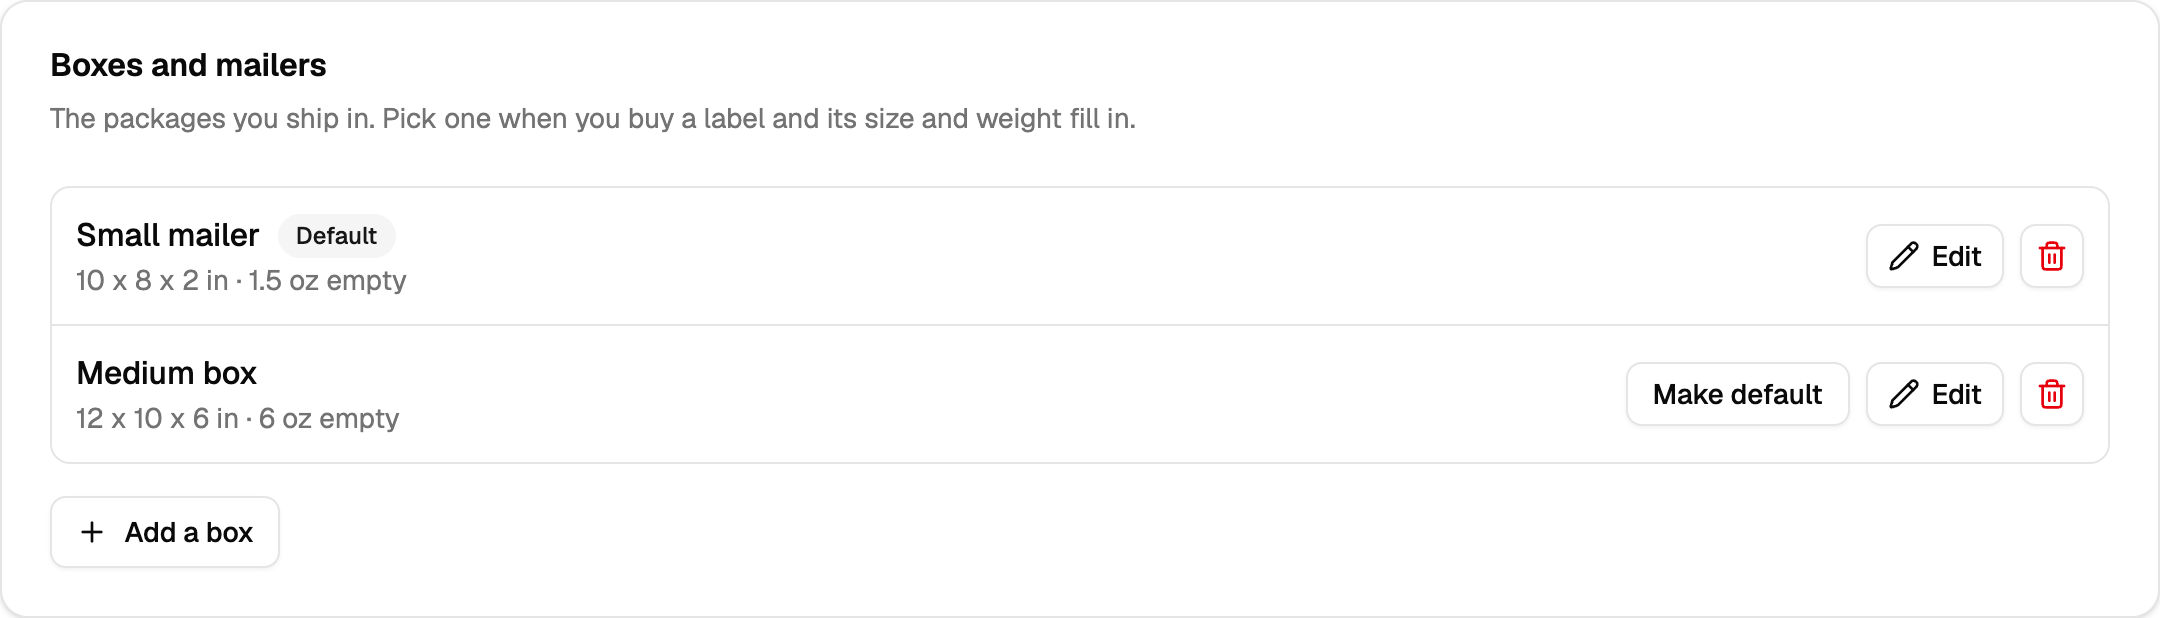 Boxes and mailers
The packages you ship in. Pick one when you buy a label and its size and weight fill in.
Small mailer Default
10 x 8 x 2 in · 1.5 oz empty
Edit
Medium box
12 x 10 x 6 in · 6 oz empty
Make default Edit
Add a box